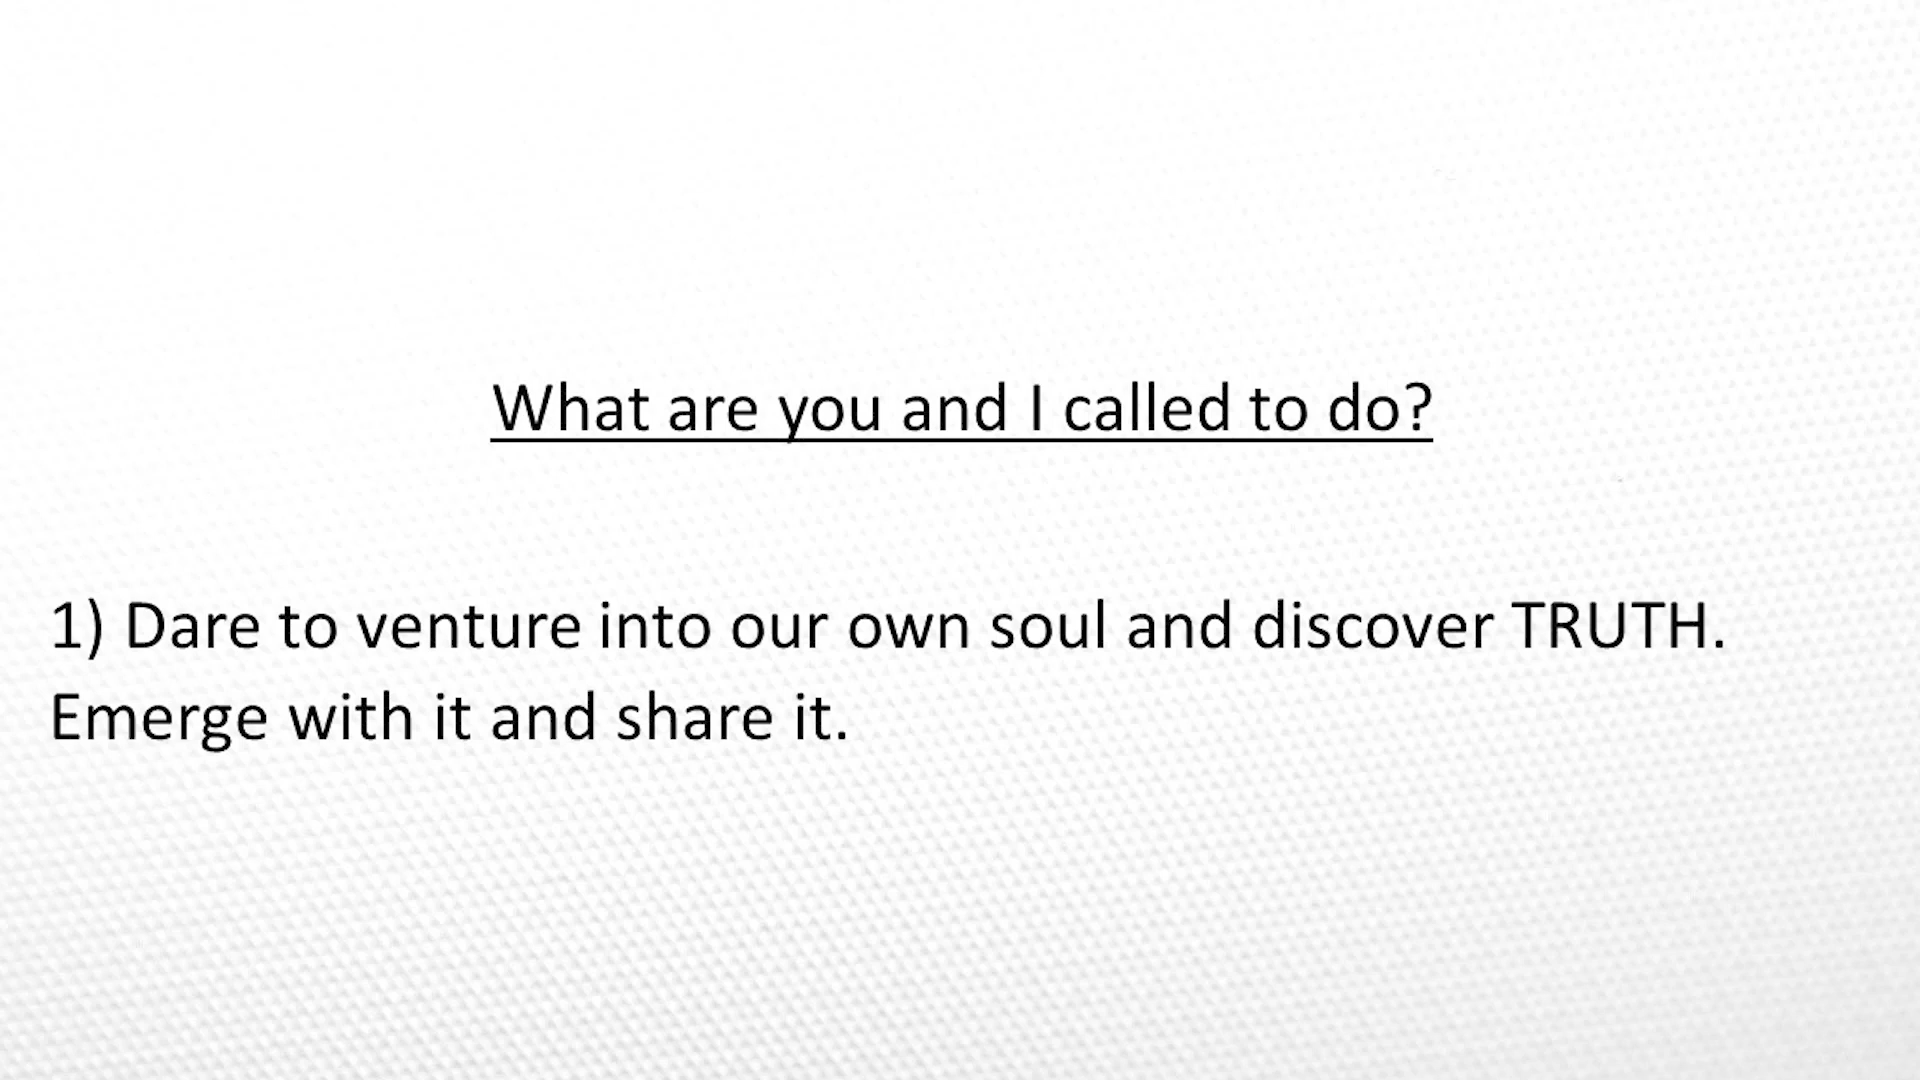 What are you and I called to do?
1) Dare to venture into our own soul and discover TRUTH.
Emerge with it and share it.